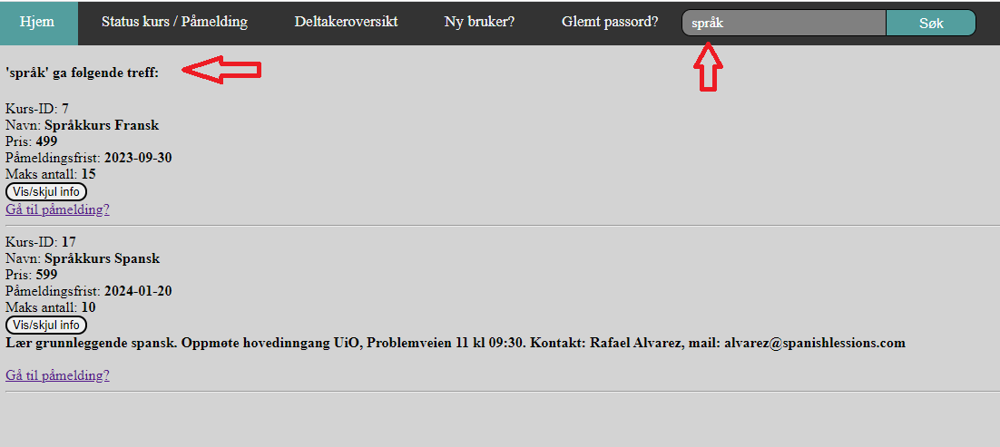 Hjem Status kurs / Påmelding Deltakeroversikt Ny bruker? Glemt passord? språk Søk
'språk' ga følgende treff:
Kurs-ID: 7
Navn: Språkkurs Fransk
Pris: 499
Påmeldingsfrist: 2023-09-30
Maks antall: 15
Vis/skjul info
Gå til påmelding?
Kurs-ID: 17
Navn: Språkkurs Spansk
Pris: 599
Påmeldingsfrist: 2024-01-20
Maks antall: 10
Vis/skjul info
Lær grunnleggende spansk. Oppmøte hovedinngang UiO, Problemveien 11 kl 09:30. Kontakt: Rafael Alvarez, mail: alvarez@spanishlessions.com
Gå til påmelding?